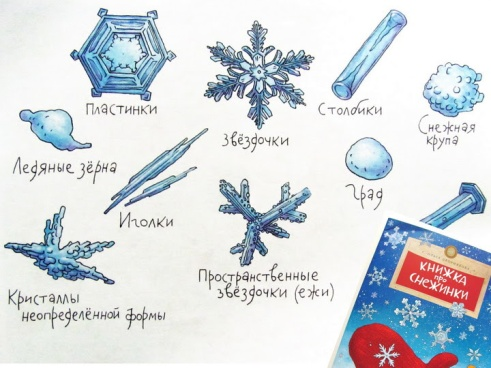 Пластинки
Звёздочки
Столбики
Снежная
крупа
Ледяные зёрна
Иголки
Град
Кристаллы
неопределённой формы
Пространственные
звёздочки (ежи)
КНИЖКА
про
СНЕЖИНКИ